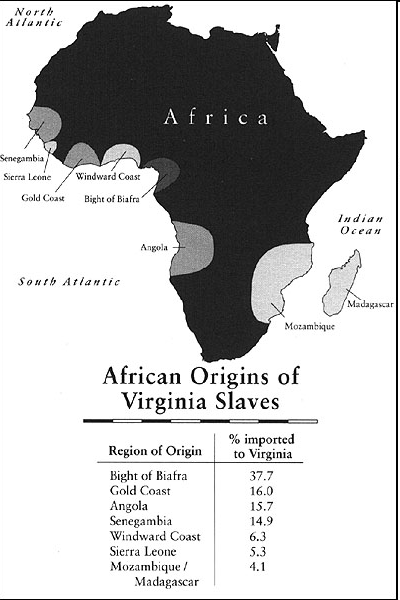 North
Atlantic
Africa
Senegambia
Sierra Leone
Windward Coast
Gold Coast
Bight of Biafra
Indian
Ocean
Angola
South Atlantic
Madagascar
Mozambique
African Origins of
Virginia Slaves
Region of Origin % imported to Virginia
Bight of Biafra 37.7
Gold Coast 16.0
Angola 15.7
Senegambia 14.9
Windward Coast 6.3
Sierra Leone 5.3
Mozambique / 4.1
Madagascar